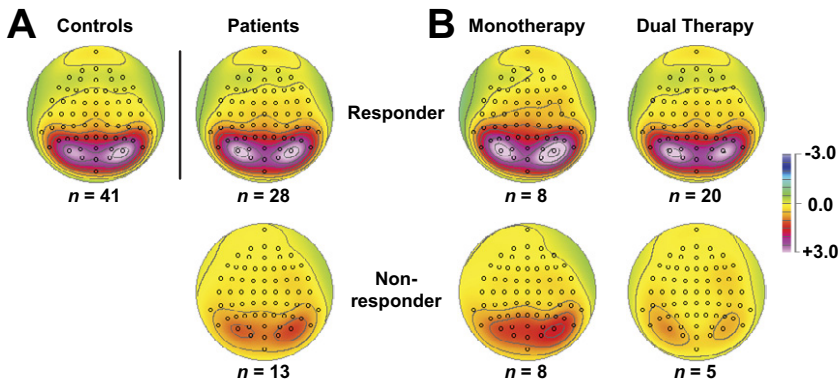 A
Controls
Patients
B
Monotherapy
Dual Therapy
Responder
n = 41
n = 28
n = 8
n = 20
-3.0
0.0
+3.0
Non-
responder
n = 13
n = 8
n = 5